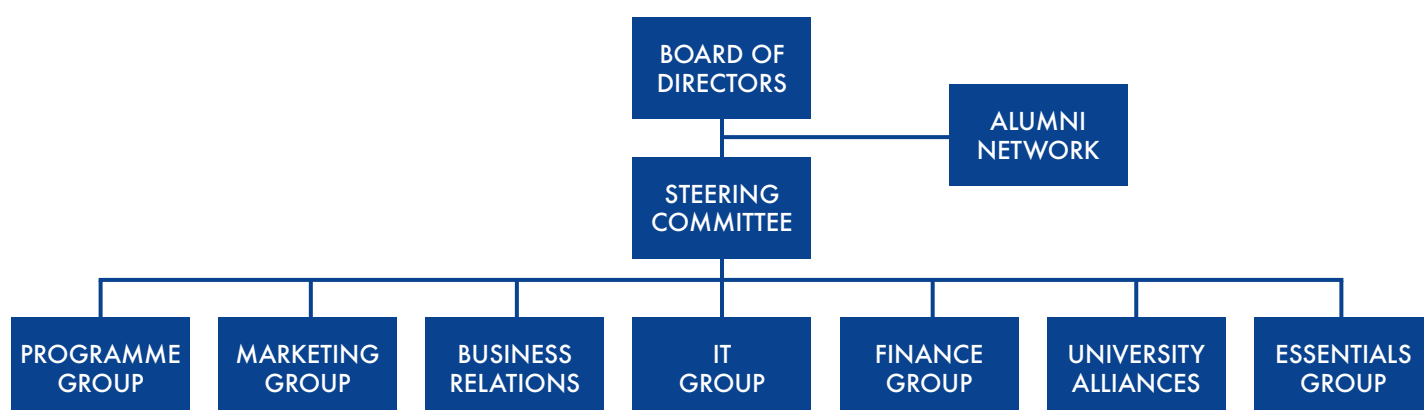 BOARD OF
DIRECTORS
ALUMNI
NETWORK
STEERING
COMMITTEE
PROGRAMME
GROUP
MARKETING
GROUP
BUSINESS
RELATIONS
IT
GROUP
FINANCE
GROUP
UNIVERSITY
ALLIANCES
ESSENTIALS
GROUP